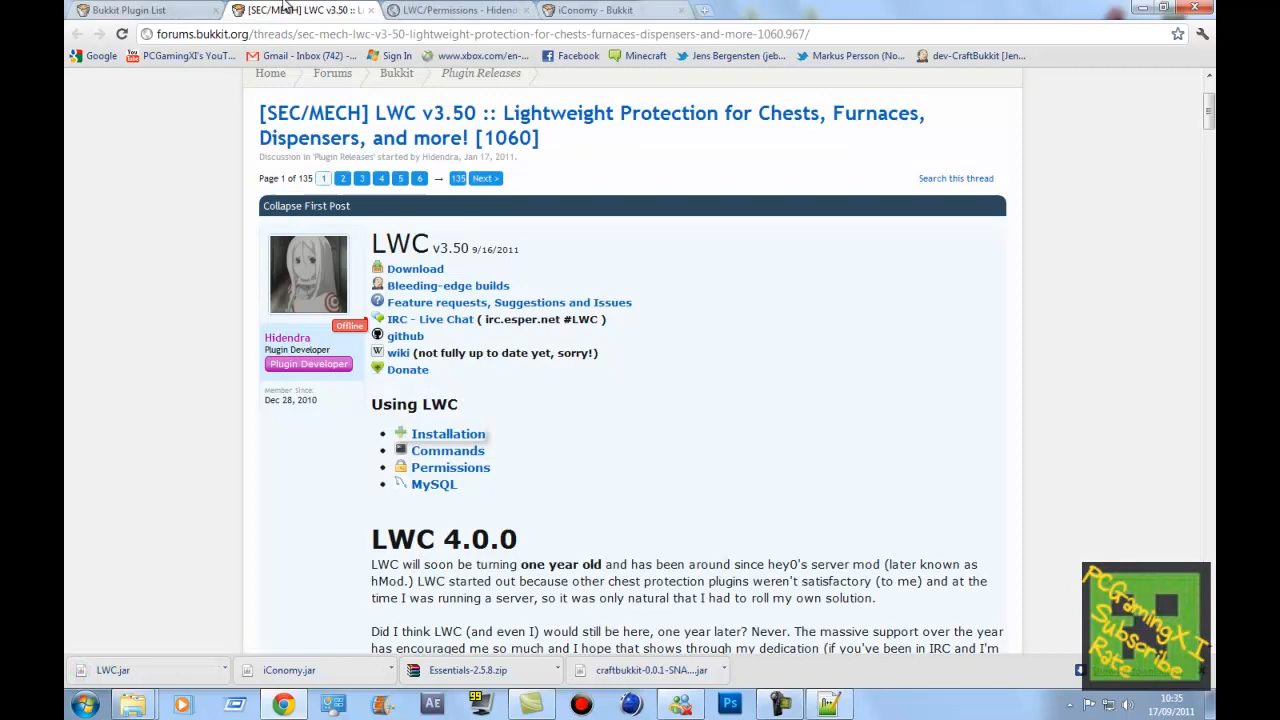 Bukkit Plugin List
[SEC/MECH] LWC v3.50 :: L
LWC/Permissions - Hidend
iConomy - Bukkit
forums.bukkit.org/threads/sec-mech-lwc-v3-50-lightweight-protection-for-chests-furnaces-dispensers-and-more-1060.967/
Google
PCGamingXI's YouT...
Gmail - Inbox (742) -...
Sign In
www.xbox.com/en-...
Facebook
Minecraft
Jens Bergensten (jeb...
Markus Persson (No...
dev-CraftBukkit [Jen...
Home
Forums
Bukkit
Plugin Releases
[SEC/MECH] LWC v3.50 :: Lightweight Protection for Chests, Furnaces,
Dispensers, and more! [1060]
Discussion in 'Plugin Releases' started by Hidendra, Jan 17, 2011.
Page 1 of 135 1 2 3 4 5 6 → 135 Next >
Search this thread
Collapse First Post
LWC v3.50 9/16/2011
Download
Bleeding-edge builds
Feature requests, Suggestions and Issues
IRC - Live Chat ( irc.esper.net #LWC )
github
wiki (not fully up to date yet, sorry!)
Donate
Offline
Hidendra
Plugin Developer
Plugin Developer
Member Since:
Dec 28, 2010
Using LWC
Installation
Commands
Permissions
MySQL
LWC 4.0.0
LWC will soon be turning one year old and has been around since hey0's server mod (later known as
hMod.) LWC started out because other chest protection plugins weren't satisfactory (to me) and at the
time I was running a server, so it was only natural that I had to roll my own solution.
Did I think LWC (and even I) would still be here, one year later? Never. The massive support over the year
has encouraged me so much and I hope that shows through my dedication (if you've been in IRC and I'm
PCGamingXI
Subscribe
Rate
LWC.jar
iConomy.jar
Essentials-2.5.8.zip
craftbukkit-0.0.1-SNA....jar
Ae
99
Ps
10:35
17/09/2011